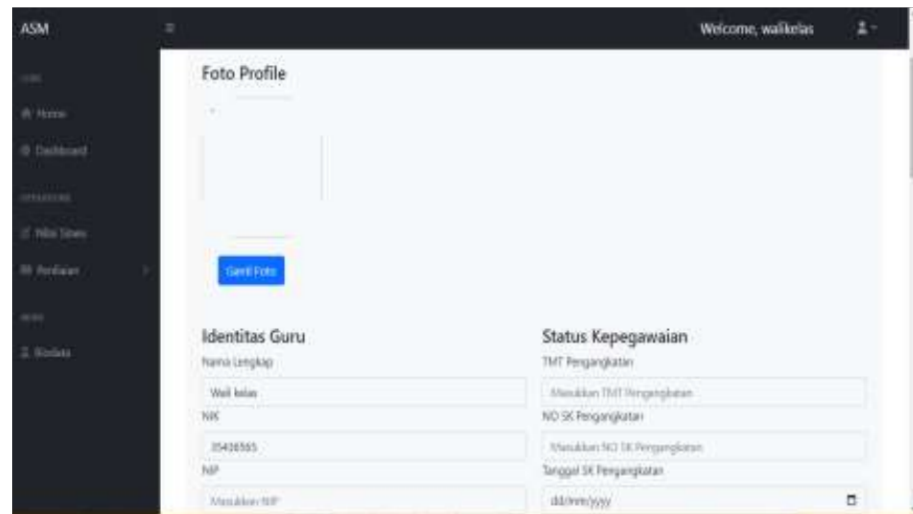 ASM
Welcome, walikelas
Home
Dashboard
Nilai Siswa
Penilaian
Biodata
Foto Profile
Ganti Foto
Identitas Guru
Nama Lengkap
Wali kelas
NIK
NIP
Masukkan NIP
Status Kepegawaian
TMT Pengangkatan
Masukkan TMT Pengangkatan
NO SK Pengangkatan
Masukkan NO SK Pengangkatan
Tanggal SK Pengangkatan
dd/mm/yyyy